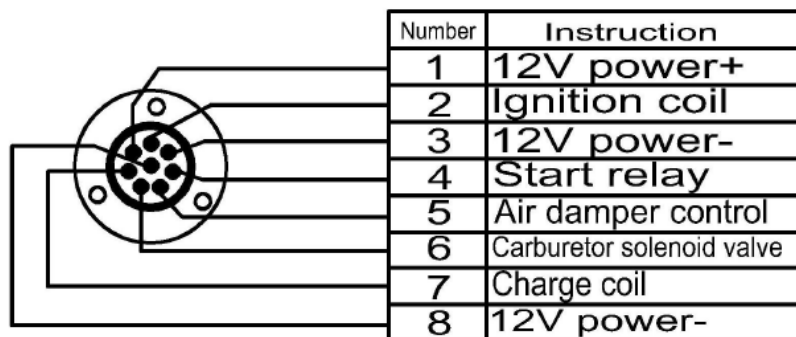 Number Instruction
1 12V power+
2 Ignition coil
3 12V power-
4 Start relay
5 Air damper control
6 Carburetor solenoid valve
7 Charge coil
8 12V power-